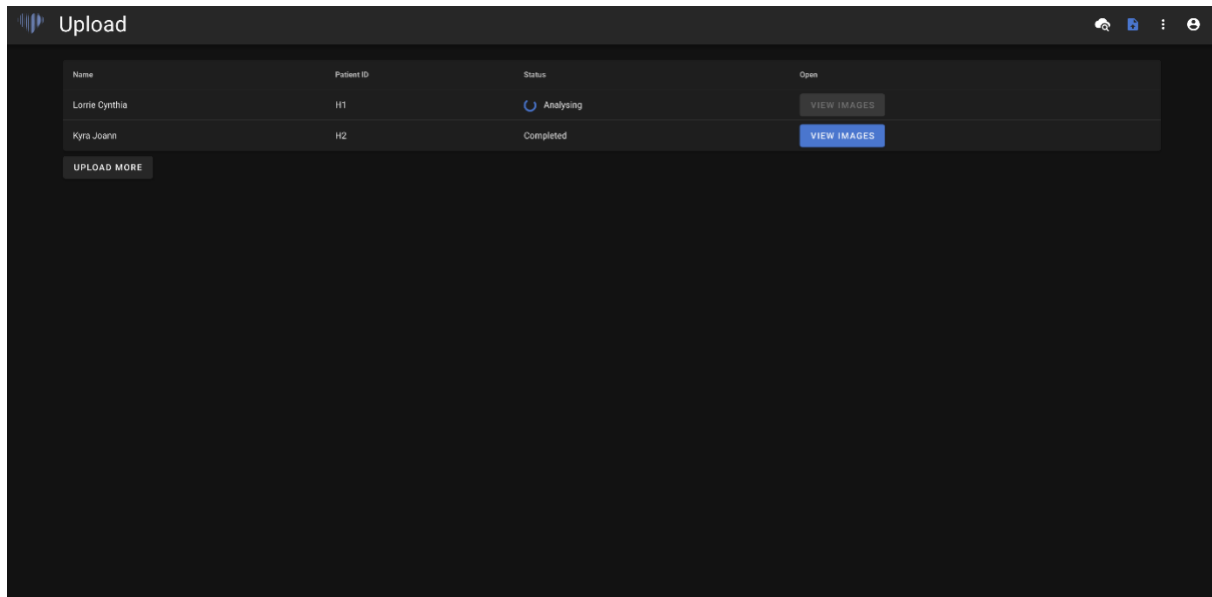 Upload
Name Patient ID Status Open
Lorrie Cynthia H1 Analysing VIEW IMAGES
Kyra Joann H2 Completed VIEW IMAGES
UPLOAD MORE